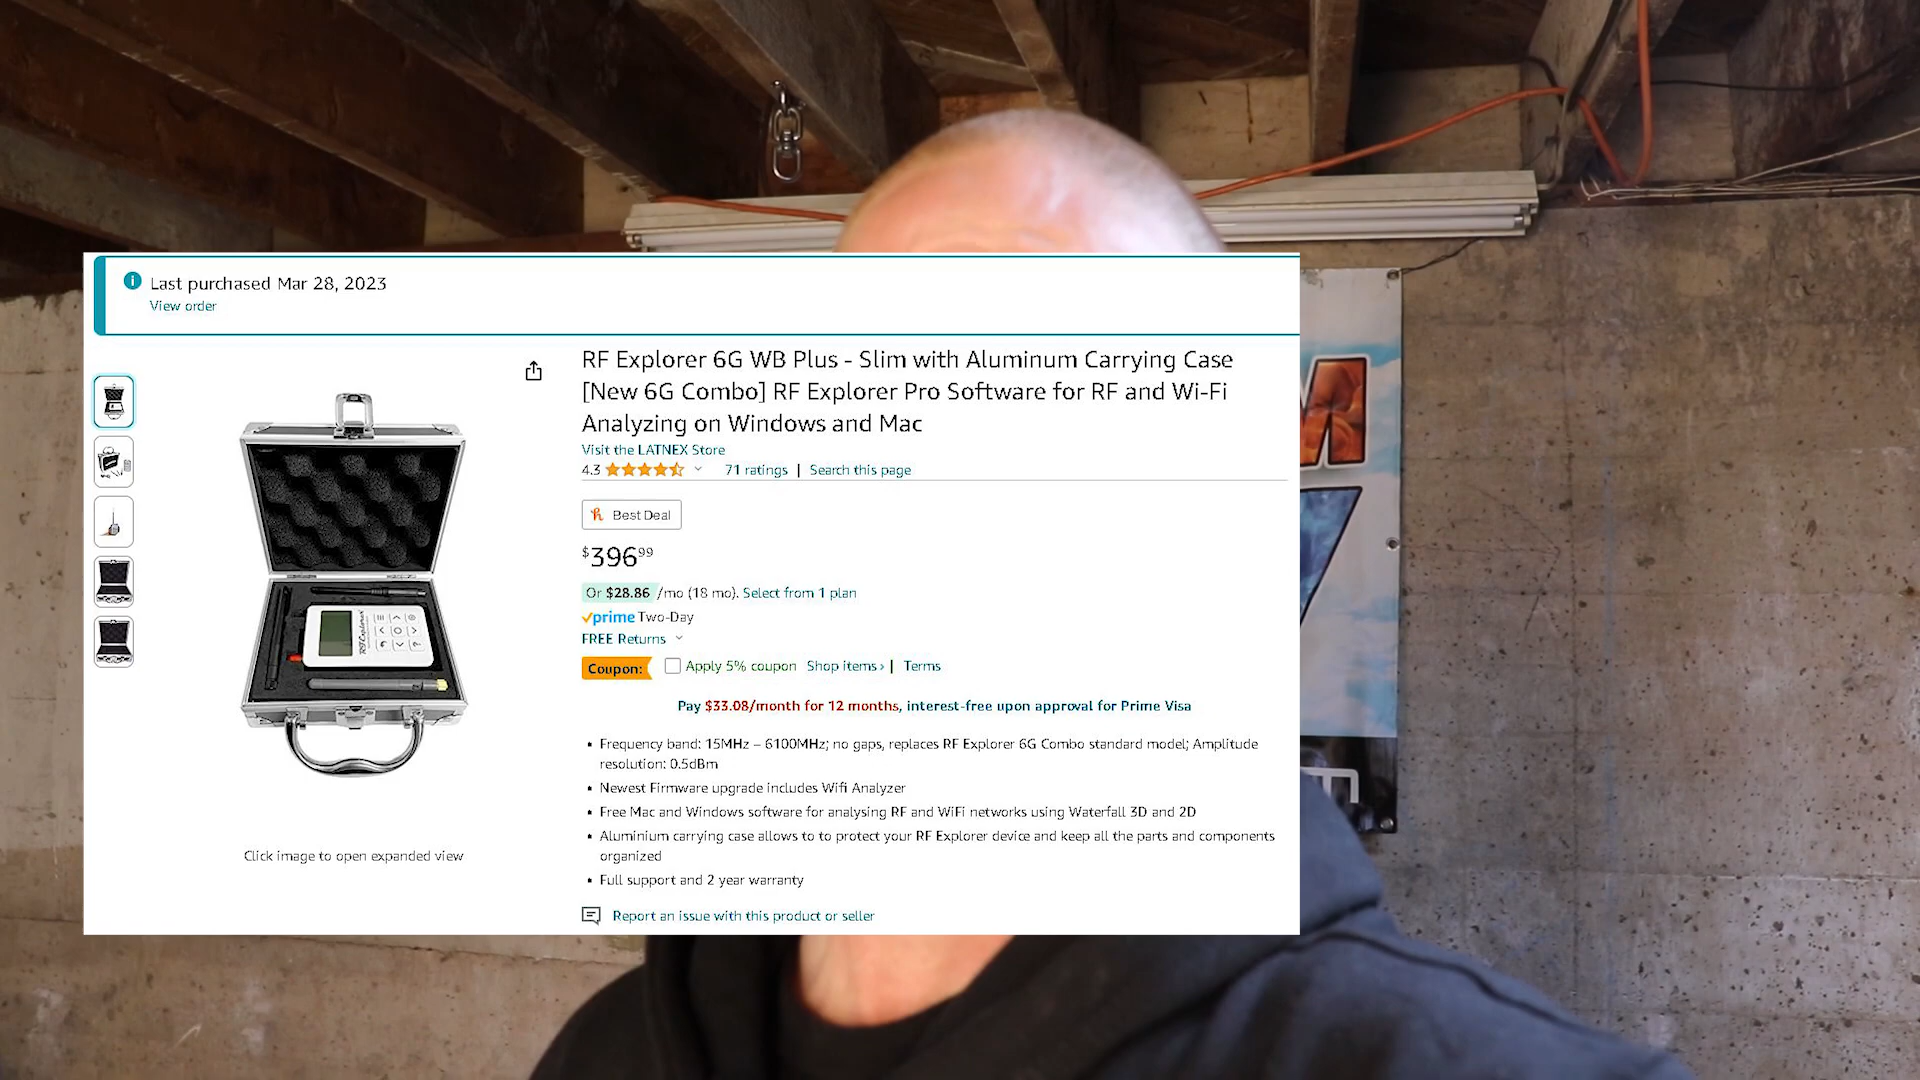 Last purchased Mar 28, 2023
View order
RF Explorer 6G WB Plus - Slim with Aluminum Carrying Case
[New 6G Combo] RF Explorer Pro Software for RF and Wi-Fi
Analyzing on Windows and Mac
Visit the LATNEX Store
4.3
71 ratings | Search this page
Best Deal
$396.99
Or $28.86 /mo (18 mo). Select from 1 plan
prime Two-Day
FREE Returns
Coupon: Apply 5% coupon Shop items › | Terms
Pay $33.08/month for 12 months, interest-free upon approval for Prime Visa
Frequency band: 15MHz – 6100MHz; no gaps, replaces RF Explorer 6G Combo standard model; Amplitude
resolution: 0.5dBm
Newest Firmware upgrade includes Wifi Analyzer
Free Mac and Windows software for analysing RF and WiFi networks using Waterfall 3D and 2D
Aluminium carrying case allows to to protect your RF Explorer device and keep all the parts and components
organized
Full support and 2 year warranty
Report an issue with this product or seller
Click image to open expanded view
RF Explorer
M